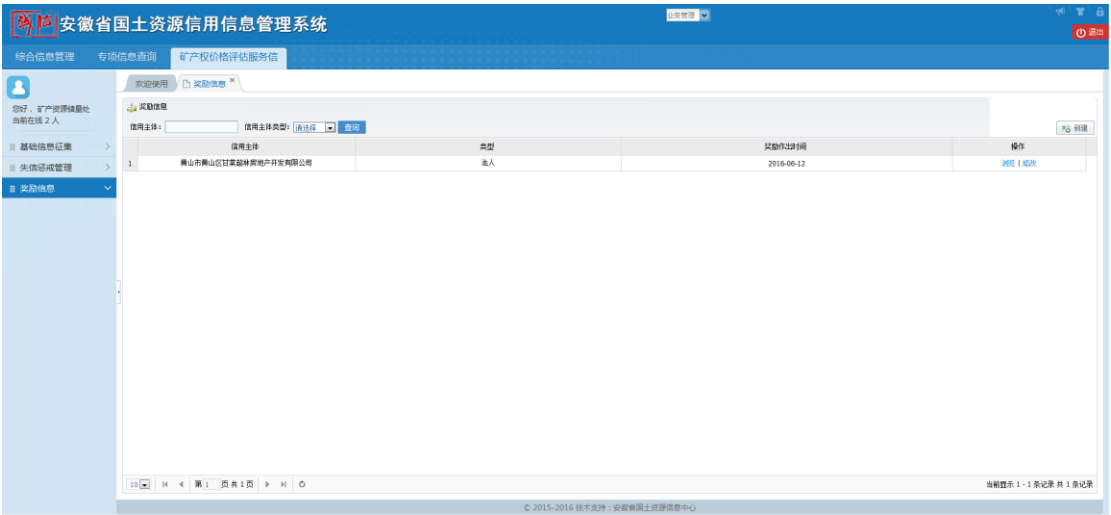 诚信 安徽省国土资源信用信息管理系统
业务管理
退出
综合信息管理 专项信息查询 矿产权价格评估服务信
您好，矿产资源储量处
当前在线 2 人
基础信息征集
失信惩戒管理
奖励信息
欢迎使用 奖励信息 ×
奖励信息
信用主体： 信用主体类型： 请选择 查询 新建
信用主体 类型 奖励作出时间 操作
1 黄山市黄山区甘棠韶林房地产开发有限公司 法人 2016-06-12 浏览 | 修改
10 第 1 页共 1 页 当前显示 1 - 1 条记录 共 1 条记录
© 2015-2016 技术支持：安徽省国土资源信息中心